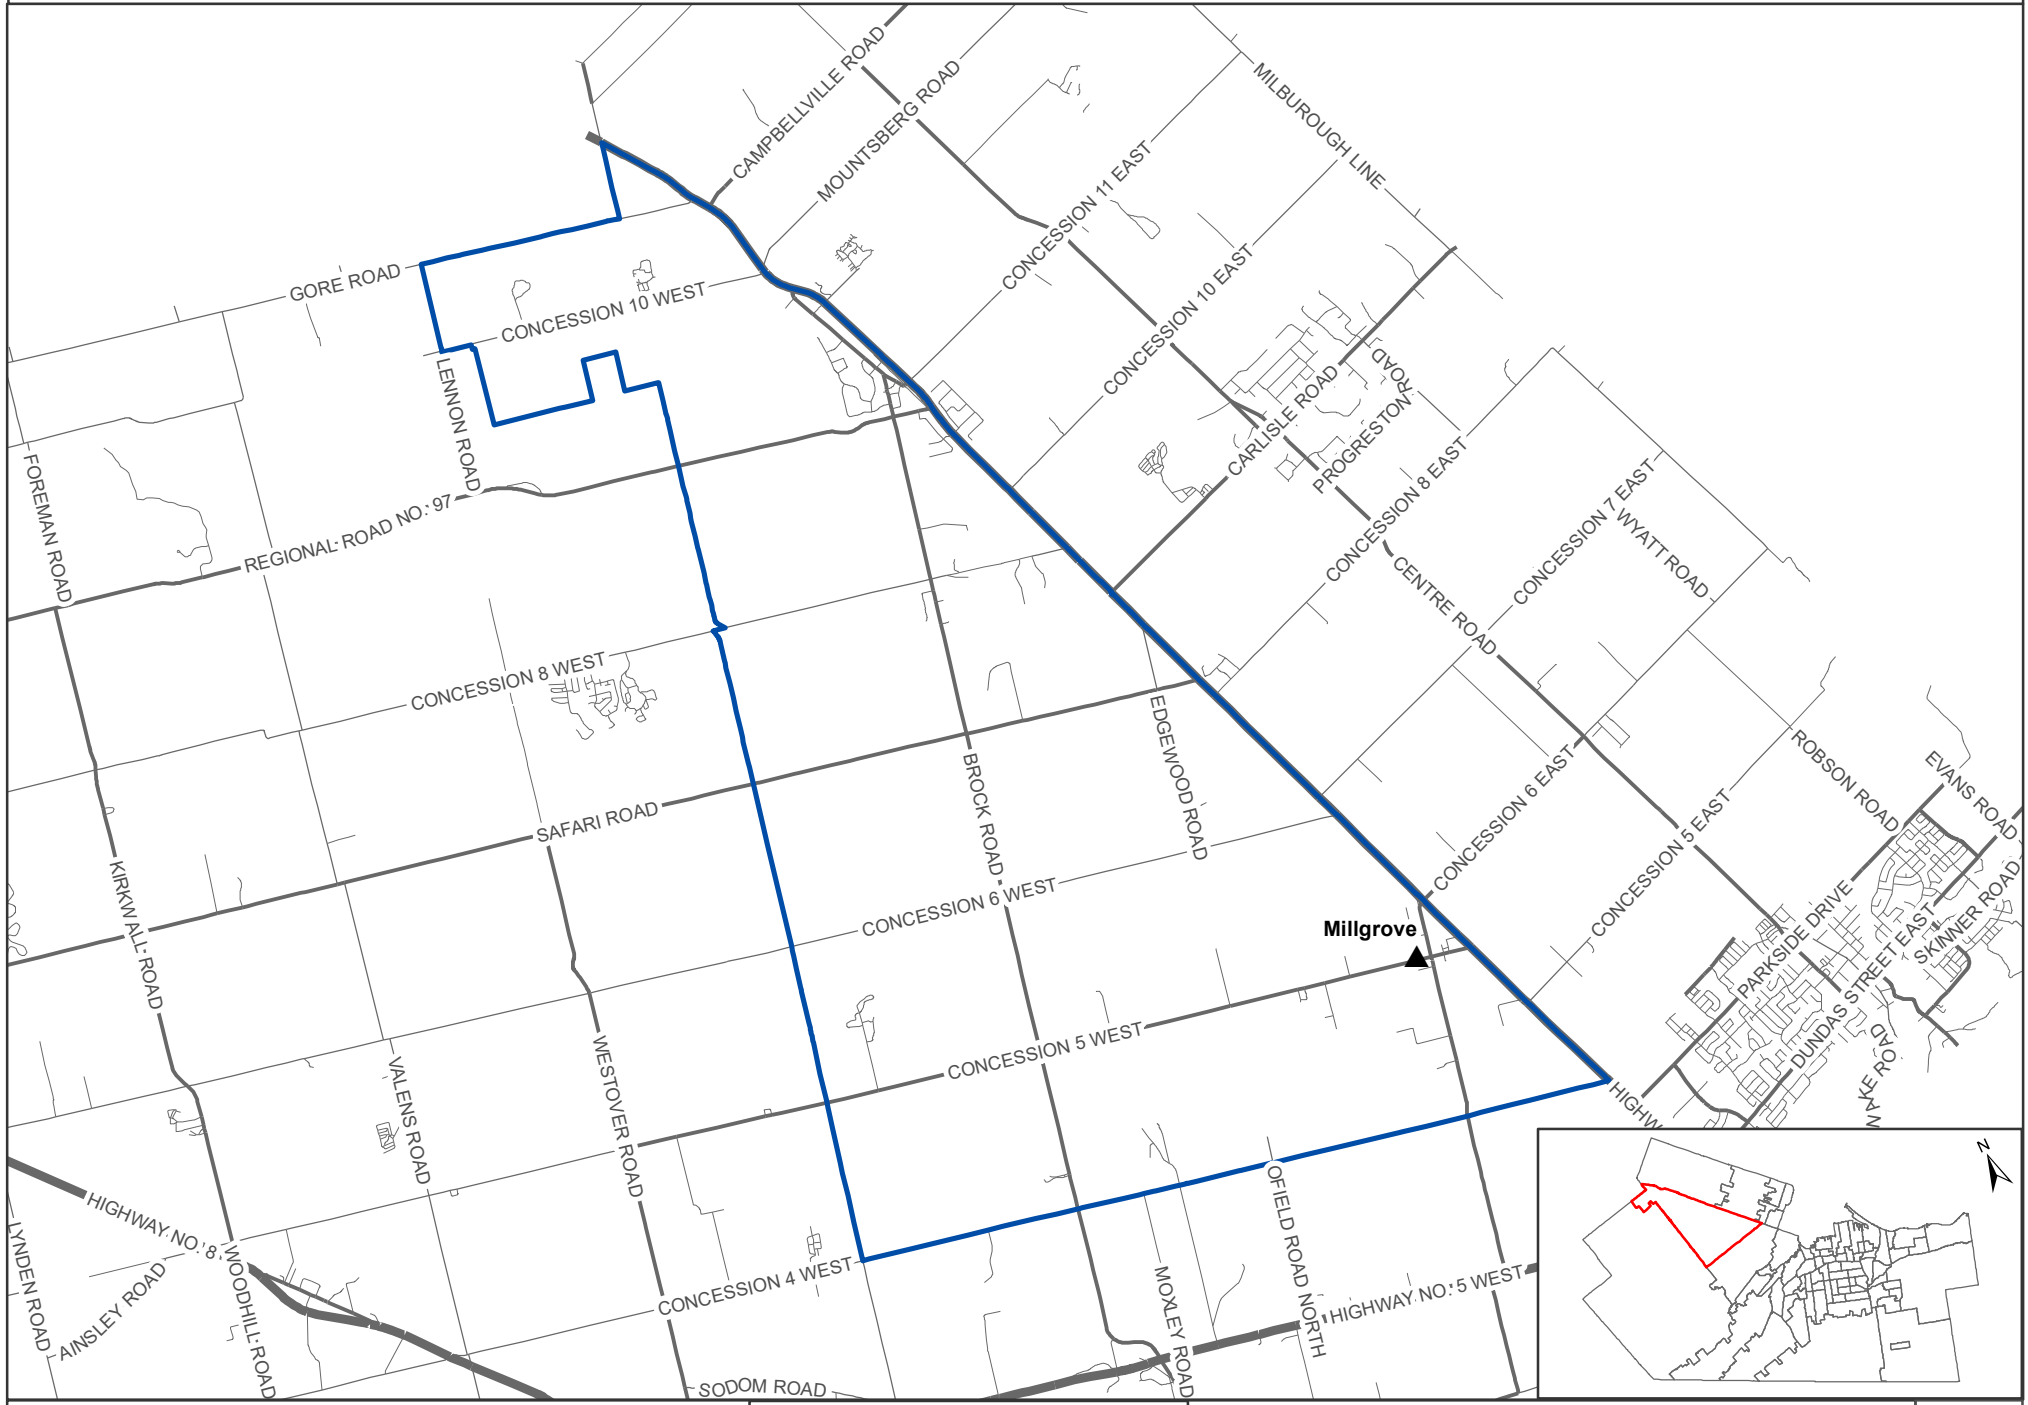 CAMPBELLVILLE ROAD
MOUNTSBERG ROAD
MILBUROUGH LINE
CONCESSION 11 EAST
GORE ROAD
CONCESSION 10 WEST
CONCESSION 10 EAST
LENNON ROAD
CARLISLE ROAD
PROGRESTON
ROAD
FOREMAN ROAD
REGIONAL ROAD NO. 97
CONCESSION 8 EAST
CONCESSION 7 EAST
WYATT ROAD
CENTRE ROAD
CONCESSION 8 WEST
EDGEWOOD ROAD
BROCK ROAD
SAFARI ROAD
CONCESSION 6 EAST
ROBSON ROAD
EVANS ROAD
CONCESSION 5 EAST
KIRKWALL ROAD
CONCESSION 6 WEST
Millgrove
PARKSIDE DRIVE
SKINNER ROAD
DUNDAS STREET EAST
CONCESSION 5 WEST
VALENS ROAD
WESTOVER ROAD
HIGHW
ROAD
HIGHWAY NO. 8
LYNDEN ROAD
AINSLEY ROAD
WOODHILL ROAD
CONCESSION 4 WEST
MOXLEY ROAD
OFIELD ROAD NORTH
HIGHWAY NO. 5 WEST
SODOM ROAD
N